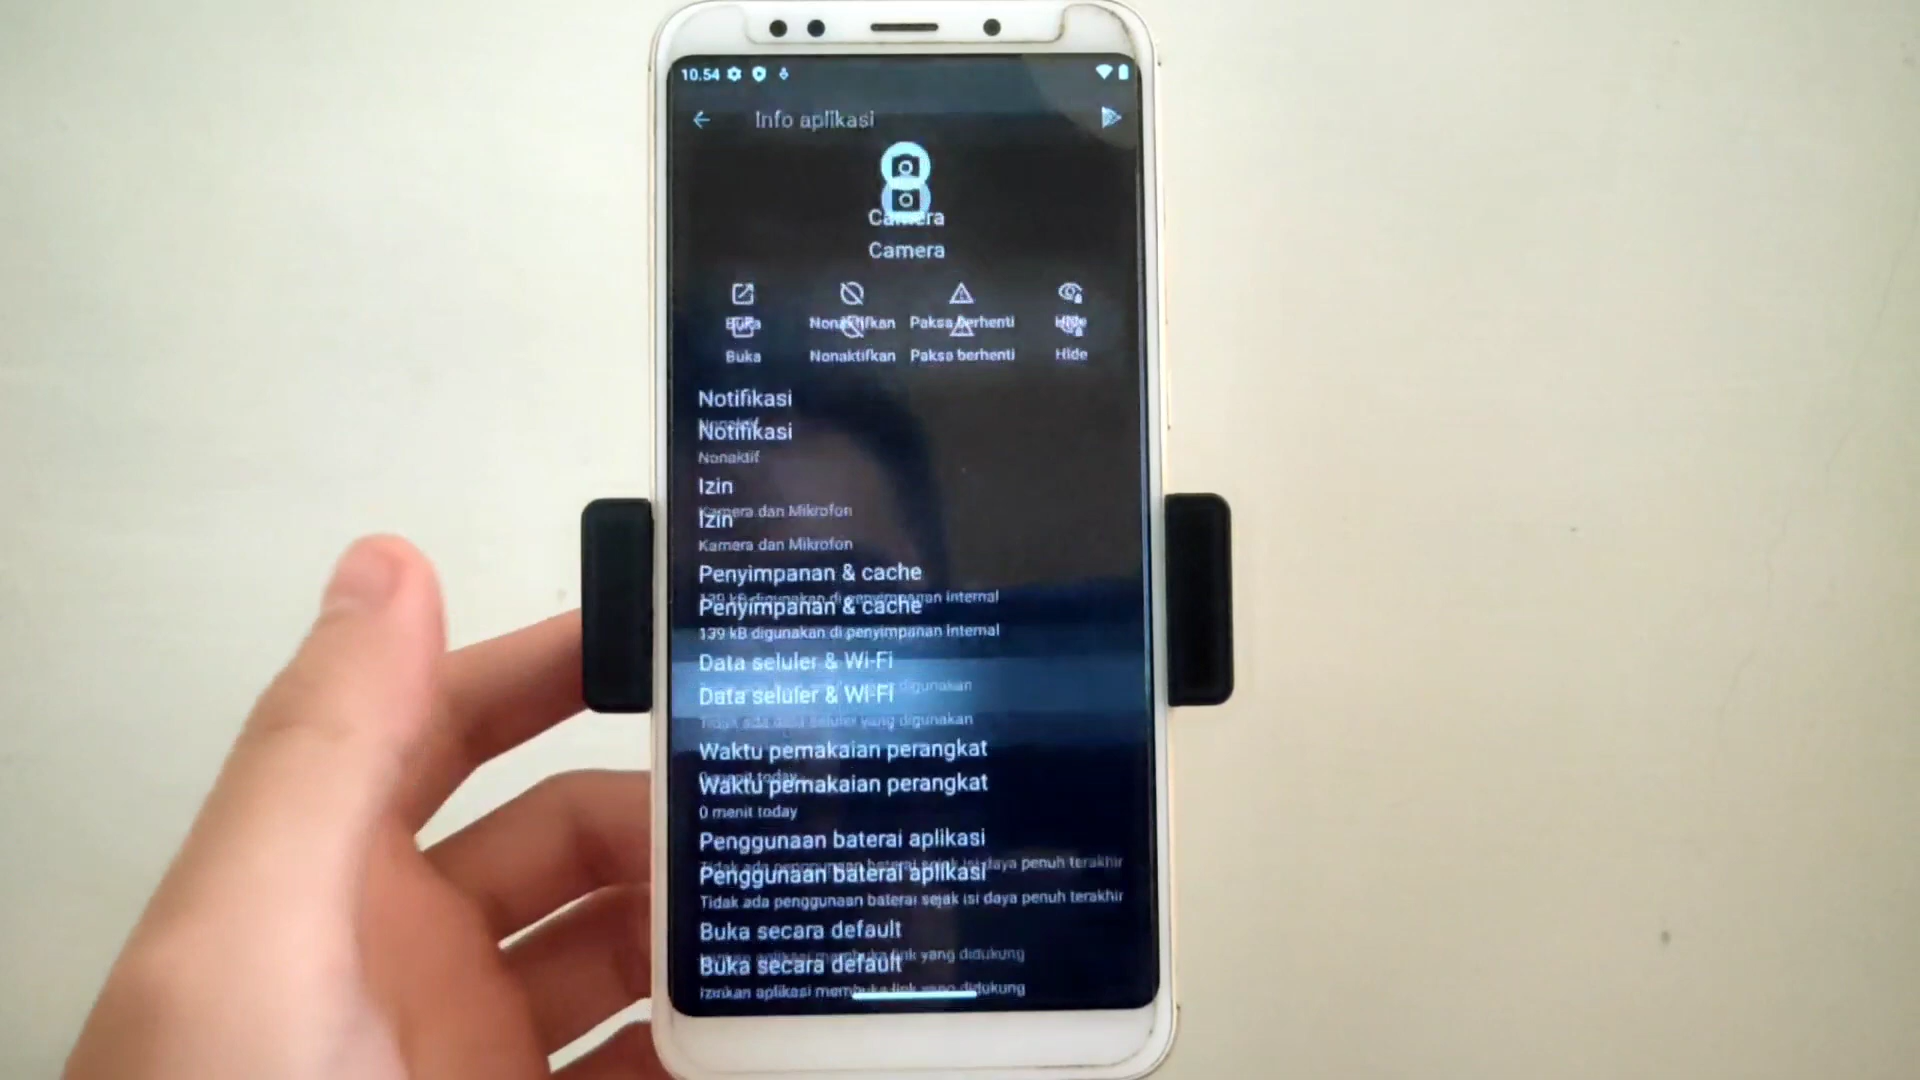 10.54
Info aplikasi
Camera
Camera
Buka Nonaktifkan Paksa berhenti Hide
Buka Nonaktifkan Paksa berhenti Hide
Notifikasi
Nonaktif
Notifikasi
Nonaktif
Izin
Kamera dan Mikrofon
Izin
Kamera dan Mikrofon
Penyimpanan & cache
139 kB digunakan di penyimpanan internal
Penyimpanan & cache
139 kB digunakan di penyimpanan internal
Data seluler & Wi-Fi
digunakan
Data seluler & Wi-Fi
Tidak ada data seluler yang digunakan
Waktu pemakaian perangkat
0 menit today
Waktu pemakaian perangkat
0 menit today
Penggunaan baterai aplikasi
Tidak ada penggunaan baterai sejak isi daya penuh terakhir
Penggunaan baterai aplikasi
Tidak ada penggunaan baterai sejak isi daya penuh terakhir
Buka secara default
Izinkan aplikasi membuka link yang didukung
Buka secara default
Izinkan aplikasi membuka link yang didukung